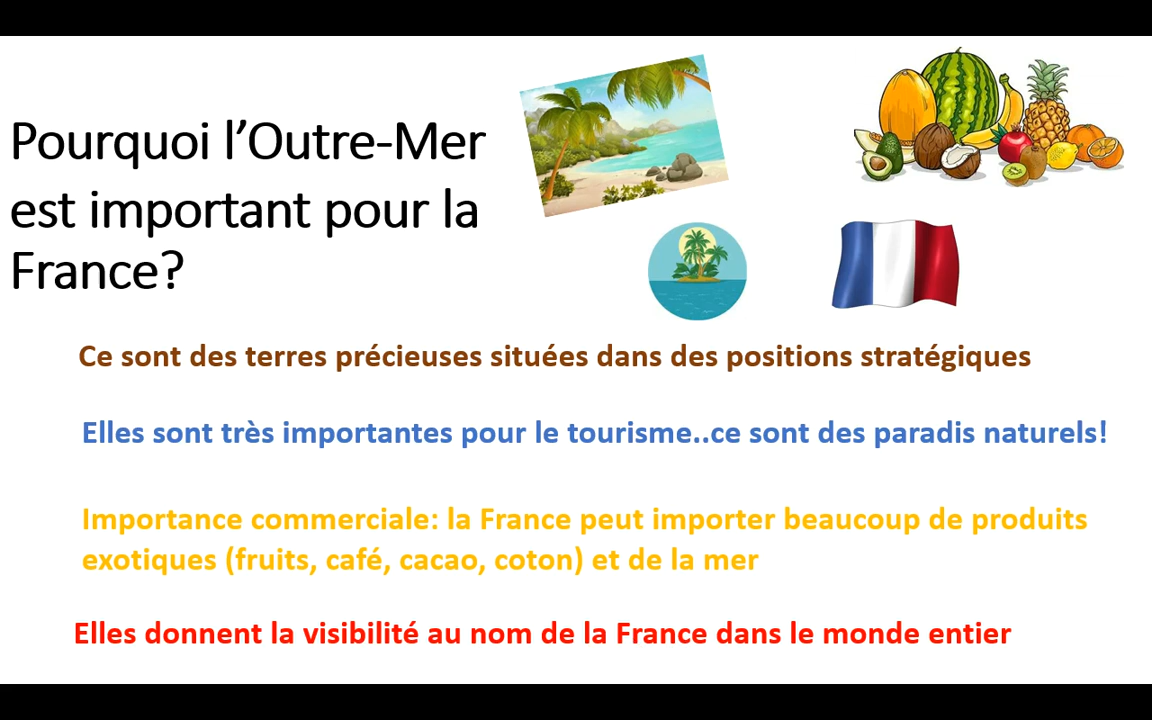 Pourquoi l’Outre-Mer
est important pour la
France?
Ce sont des terres précieuses situées dans des positions stratégiques
Elles sont très importantes pour le tourisme..ce sont des paradis naturels!
Importance commerciale: la France peut importer beaucoup de produits
exotiques (fruits, café, cacao, coton) et de la mer
Elles donnent la visibilité au nom de la France dans le monde entier